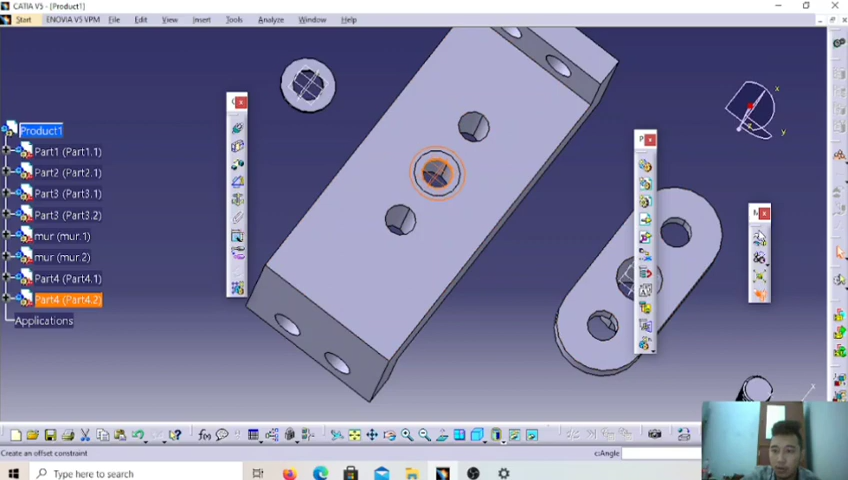 CATIA V5 - [Product1]
Start ENOVIA V5 VPM File Edit View Insert Tools Analyze Window Help
x
y
Product1
Part1 (Part1.1)
Part2 (Part2.1)
Part3 (Part3.1)
Part3 (Part3.2)
mur (mur.1)
mur (mur.2)
Part4 (Part4.1)
Part4 (Part4.2)
Applications
P
M
x
f(x)
Create an offset constraint
c:Angle
Type here to search